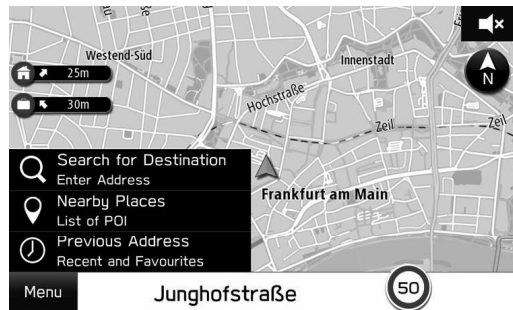 Westend-Süd
Innenstadt
25m
30m
N
Hochstraße
Zeil
Zeil
Search for Destination
Enter Address
Nearby Places
List of POI
Frankfurt am Main
Previous Address
Recent and Favourites
Menu
Junghofstraße
50